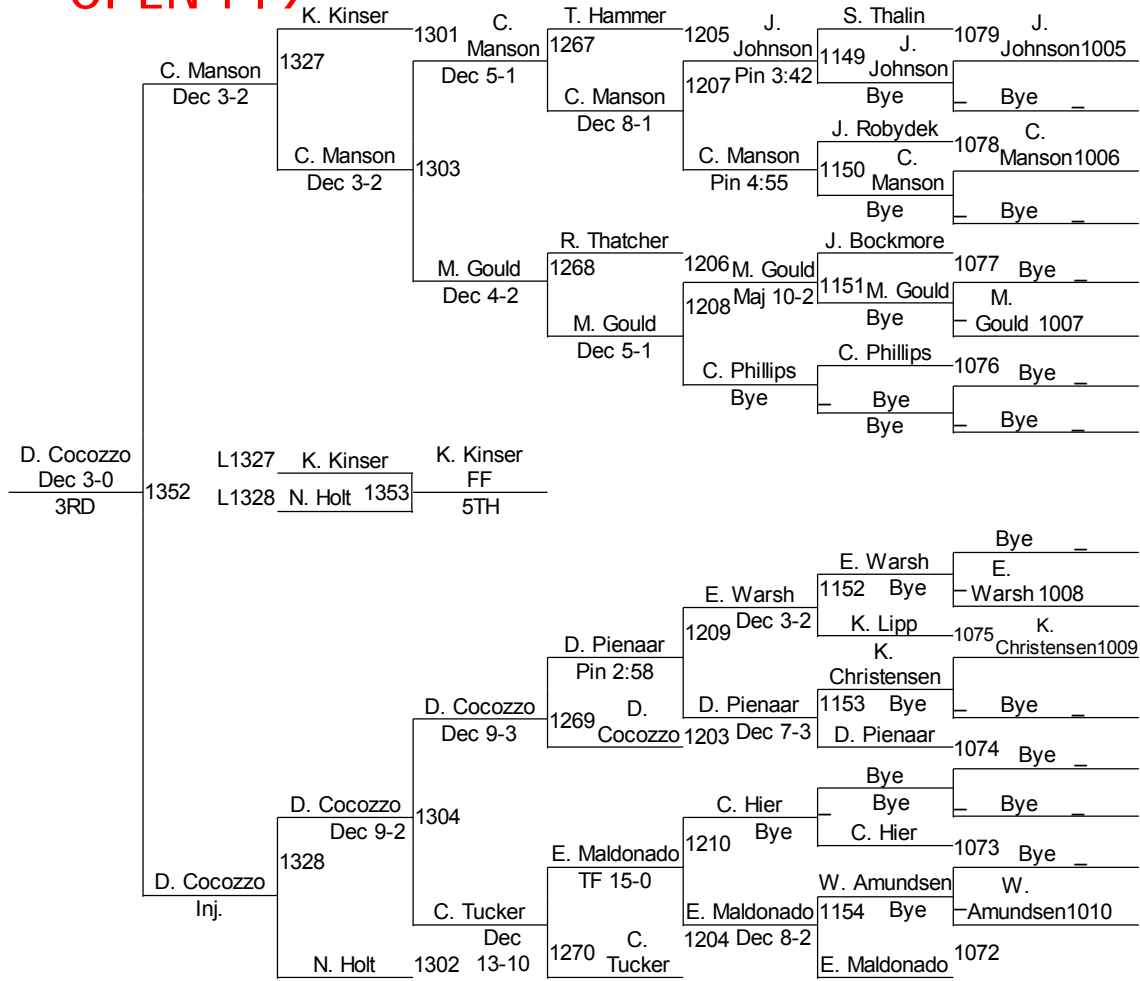 OPEN
K. Kinser
1301
C.
Manson
Dec 5-1
T. Hammer
1267
1205
J.
Johnson
Pin 3:42
S. Thalin
1149
J.
Johnson
Bye
1079
J.
Johnson1005
_ Bye _
C. Manson
Dec 3-2
1327
C. Manson
Dec 8-1
1207
J. Robydek
1078
C.
Manson1006
C. Manson
Dec 3-2
1303
C. Manson
Pin 4:55
1150
C.
Manson
Bye
_ Bye _
R. Thatcher
1268
1206
M. Gould
Maj 10-2
J. Bockmore
1151
M. Gould
Bye
1077
Bye _
M. Gould
Dec 4-2
1208
_
M.
Gould 1007
M. Gould
Dec 5-1
C. Phillips
Bye
C. Phillips
1076
Bye _
_ Bye
Bye
_ Bye _
D. Cocozzo
Dec 3-0
3RD
1352
L1327
K. Kinser
L1328
N. Holt
1353
K. Kinser
FF
5TH
Bye _
E. Warsh
1152
Bye
_
E.
Warsh 1008
E. Warsh
Dec 3-2
1209
K. Lipp
1075
K.
Christensen1009
D. Pienaar
Pin 2:58
K.
Christensen
1153
Bye
_ Bye _
D. Cocozzo
Dec 9-3
1269
D.
Cocozzo
1203
D. Pienaar
Dec 7-3
D. Pienaar
1074
Bye _
D. Cocozzo
Dec 9-2
1304
C. Hier
Bye
Bye
Bye
_
_ Bye _
C. Hier
1073
Bye _
1328
E. Maldonado
TF 15-0
1210
D. Cocozzo
Inj.
W. Amundsen
1154
Bye
_
W.
Amundsen1010
C. Tucker
Dec
13-10
1270
C.
Tucker
1204
E. Maldonado
Dec 8-2
E. Maldonado
1072
N. Holt
1302